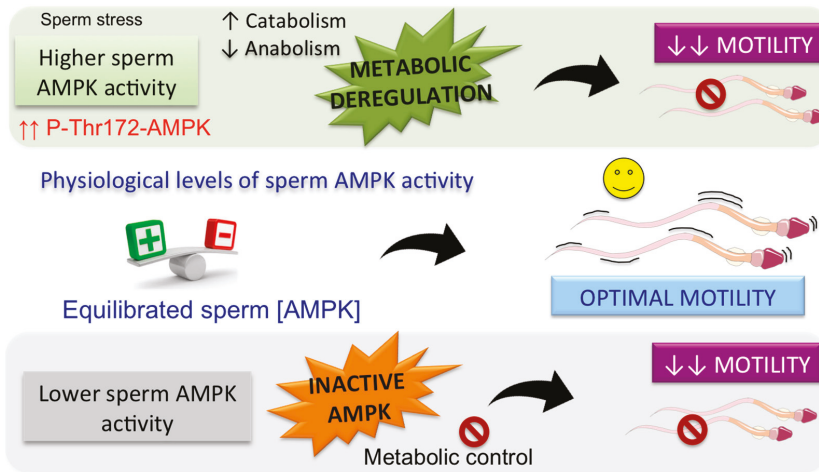 Sperm stress
↑ Catabolism
↓ Anabolism
Higher sperm
AMPK activity
↑↑ P-Thr172-AMPK
METABOLIC
DEREGULATION
↓↓ MOTILITY
Physiological levels of sperm AMPK activity
Equilibrated sperm [AMPK]
OPTIMAL MOTILITY
Lower sperm AMPK
activity
INACTIVE
AMPK
Metabolic control
↓↓ MOTILITY